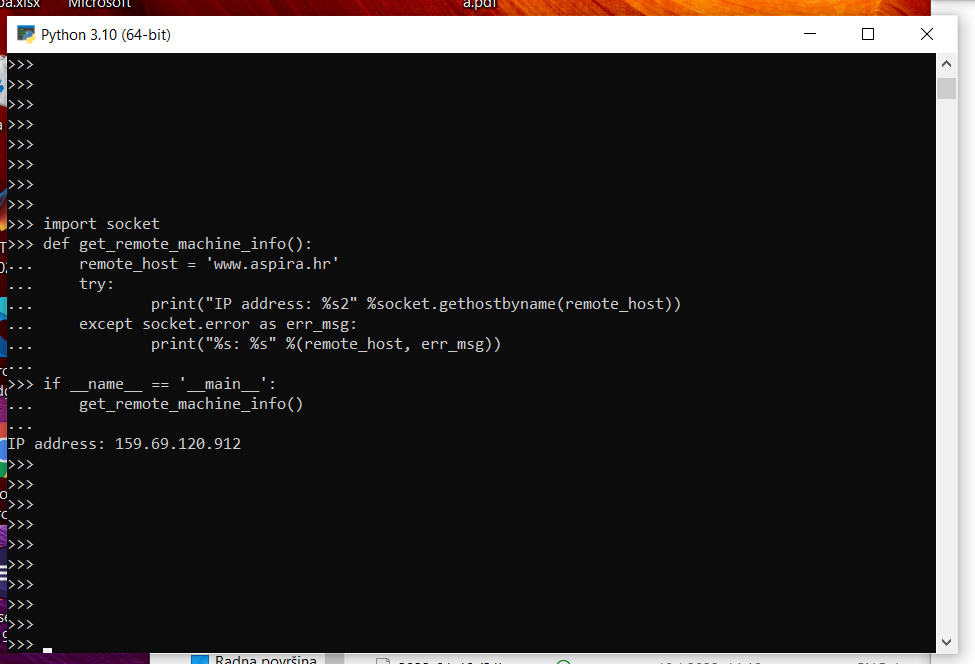 oa.xlsx Microsoft a.pdf
Python 3.10 (64-bit)
>>>
>>>
>>>
>>>
>>>
>>>
>>>
>>>
>>> import socket
>>> def get_remote_machine_info():
...     remote_host = 'www.aspira.hr'
...     try:
...             print("IP address: %s2" %socket.gethostbyname(remote_host))
...     except socket.error as err_msg:
...             print("%s: %s" %(remote_host, err_msg))
...
>>> if __name__ == '__main__':
...     get_remote_machine_info()
...
IP address: 159.69.120.912
>>>
>>>
>>>
>>>
>>>
>>>
>>>
>>>
>>>
>>>
Radna površina